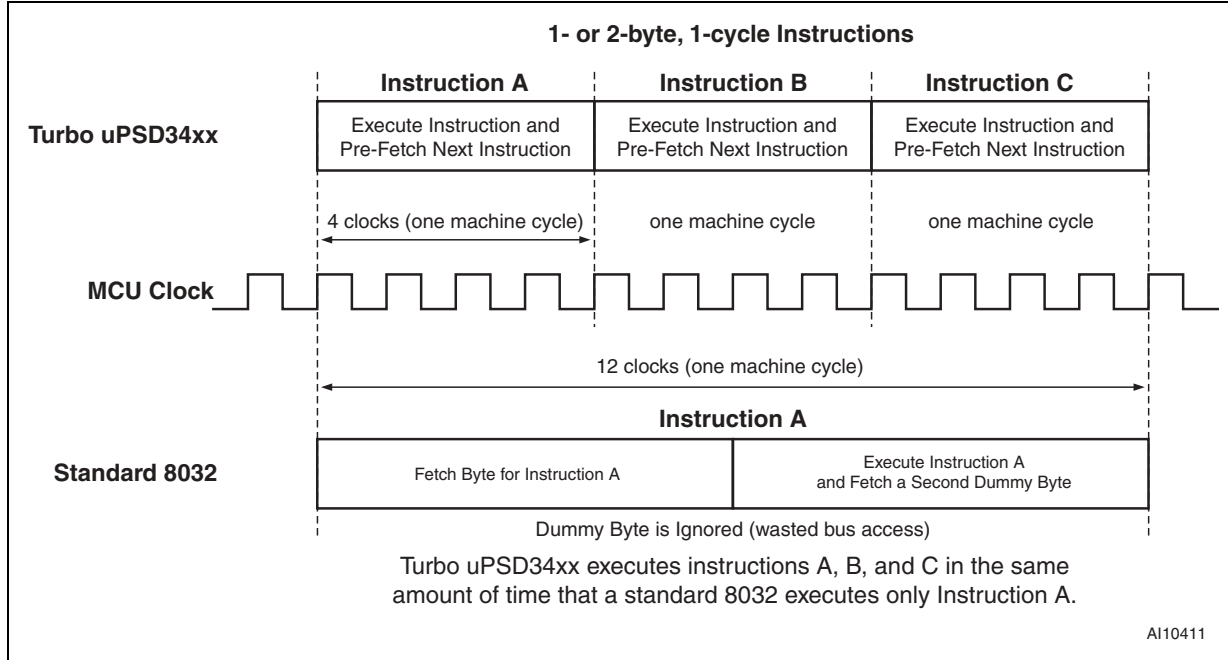 1- or 2-byte, 1-cycle Instructions
Instruction A
Instruction B
Instruction C
Turbo uPSD34xx
Execute Instruction and
Pre-Fetch Next Instruction
Execute Instruction and
Pre-Fetch Next Instruction
Execute Instruction and
Pre-Fetch Next Instruction
4 clocks (one machine cycle)
one machine cycle
one machine cycle
MCU Clock
12 clocks (one machine cycle)
Instruction A
Standard 8032
Fetch Byte for Instruction A
Execute Instruction A
and Fetch a Second Dummy Byte
Dummy Byte is Ignored (wasted bus access)
Turbo uPSD34xx executes instructions A, B, and C in the same
amount of time that a standard 8032 executes only Instruction A.
AI10411